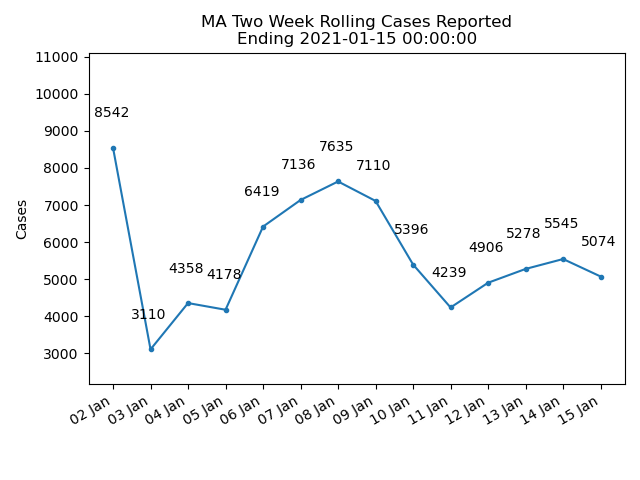 MA Two Week Rolling Cases Reported
Ending 2021-01-15 00:00:00
11000
10000
9000
8000
7000
6000
5000
4000
3000
Cases
8542
3110
4358
4178
6419
7136
7635
7110
5396
4239
4906
5278
5545
5074
02 Jan
03 Jan
04 Jan
05 Jan
06 Jan
07 Jan
08 Jan
09 Jan
10 Jan
11 Jan
12 Jan
13 Jan
14 Jan
15 Jan